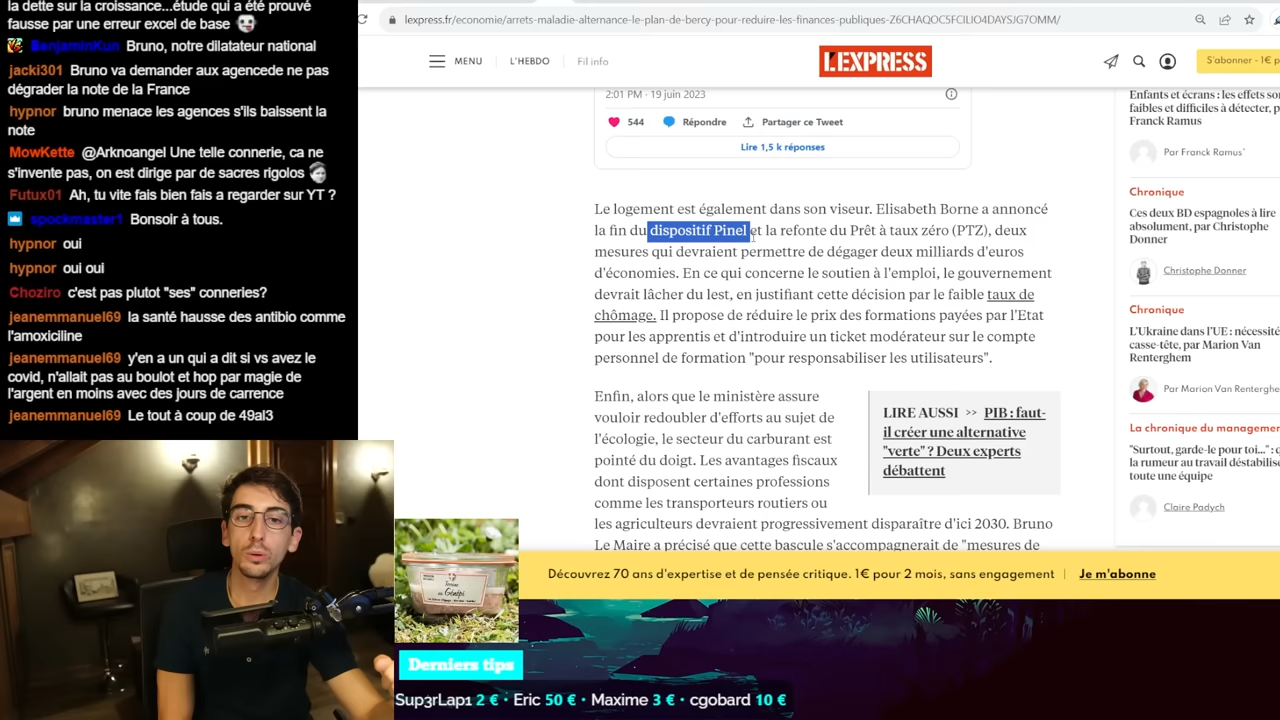 la dette sur la croissance...étude qui a été prouvé
fausse par une erreur excel de base
BenjaminKun Bruno, notre dilatateur national
jacki301 Bruno va demander aux agencede ne pas
dégrader la note de la France
hypnor bruno menace les agences s'ils baissent la
note
MowKette @Arknoangel Une telle connerie, ca ne
s'invente pas, on est dirige par de sacres rigolos
Futux01 Ah, tu vite fais bien fais a regarder sur YT ?
spockmaster1 Bonsoir à tous.
hypnor oui
hypnor oui oui
Choziro c'est pas plutot "ses" conneries?
jeanemmanuel69 la santé hausse des antibio comme
l'amoxiciline
jeanemmanuel69 y'en a un qui a dit si vs avez le
covid, n'allait pas au boulot et hop par magie de
l'argent en moins avec des jours de carrence
jeanemmanuel69 Le tout à coup de 49al3
lexpress.fr/economie/arrets-maladie-alternance-le-plan-de-bercy-pour-reduire-les-finances-publiques-Z6CHAQOC5FCILIO4DAYSJG7OMM/
MENU
L'HEBDO
Fil info
L'EXPRESS
S'abonner - 1€ p
2:01 PM · 19 juin 2023
544 Répondre Partager ce Tweet
Lire 1,5 k réponses
Le logement est également dans son viseur. Elisabeth Borne a annoncé
la fin du dispositif Pinel et la refonte du Prêt à taux zéro (PTZ), deux
mesures qui devraient permettre de dégager deux milliards d'euros
d'économies. En ce qui concerne le soutien à l'emploi, le gouvernement
devrait lâcher du lest, en justifiant cette décision par le faible taux de
chômage. Il propose de réduire le prix des formations payées par l'Etat
pour les apprentis et d'introduire un ticket modérateur sur le compte
personnel de formation "pour responsabiliser les utilisateurs".
Enfin, alors que le ministère assure
vouloir redoubler d'efforts au sujet de
l'écologie, le secteur du carburant est
pointé du doigt. Les avantages fiscaux
dont disposent certaines professions
comme les transporteurs routiers ou
les agriculteurs devraient progressivement disparaître d'ici 2030. Bruno
Le Maire a précisé que cette bascule s'accompagnerait de "mesures de
LIRE AUSSI >> PIB : faut-
il créer une alternative
"verte" ? Deux experts
débattent
Enfants et écrans : les effets so
faibles et difficiles à détecter, p
Franck Ramus
Par Franck Ramus*
Chronique
Ces deux BD espagnoles à lire
absolument, par Christophe
Donner
Christophe Donner
Chronique
L'Ukraine dans l'UE : nécessité
casse-tête, par Marion Van
Renterghem
Par Marion Van Renterghe
La chronique du management
"Surtout, garde-le pour toi..." : q
la rumeur au travail déstabilise
toute une équipe
Claire Padych
Découvrez 70 ans d'expertise et de pensée critique. 1€ pour 2 mois, sans engagement | Je m'abonne
Terrine
au Génépi
Derniers tips
Sup3rLap1 2 € · Eric 50 € · Maxime 3 € · cgobard 10 €